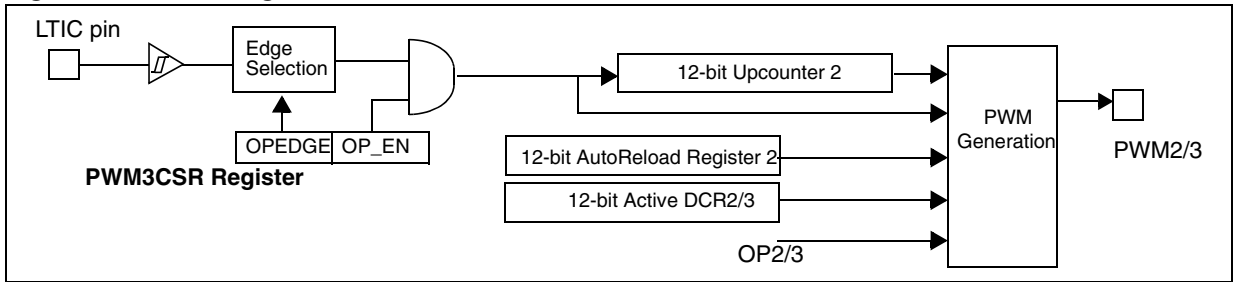 LTIC pin
Edge
Selection
12-bit Upcounter 2
PWM
Generation
OPEDGE OP_EN
PWM3CSR Register
12-bit AutoReload Register 2
PWM2/3
12-bit Active DCR2/3
OP2/3